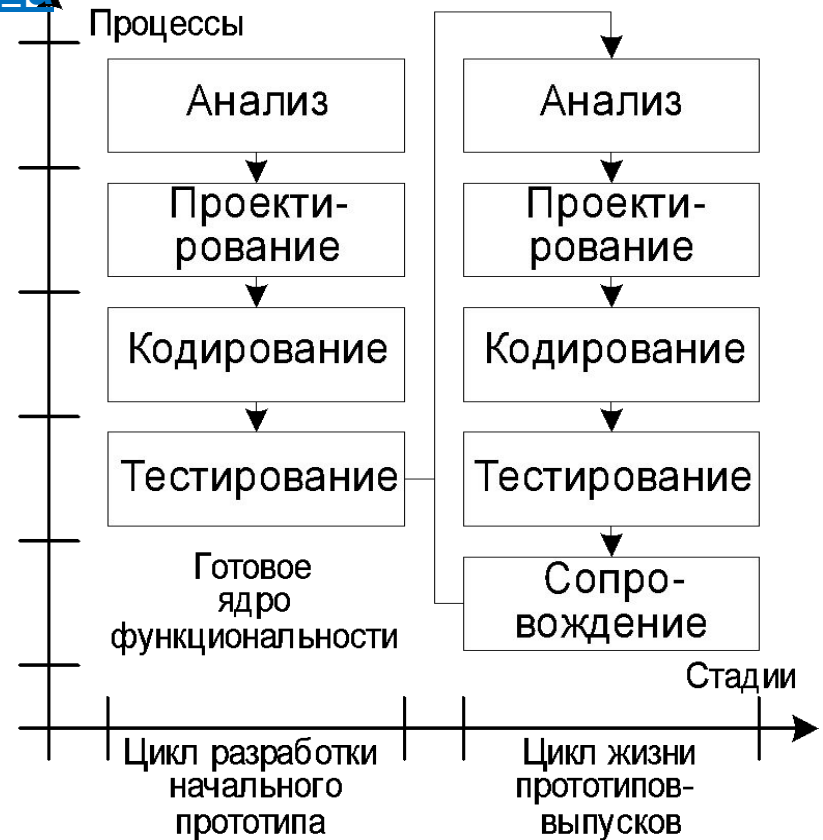 Процессы
Анализ
Проекти-
рование
Кодирование
Тестирование
Готовое
ядро
функциональности
Анализ
Проекти-
рование
Кодирование
Тестирование
Сопро-
вождение
Стадии
Цикл разработки
начального
прототипа
Цикл жизни
прототипов-
выпусков